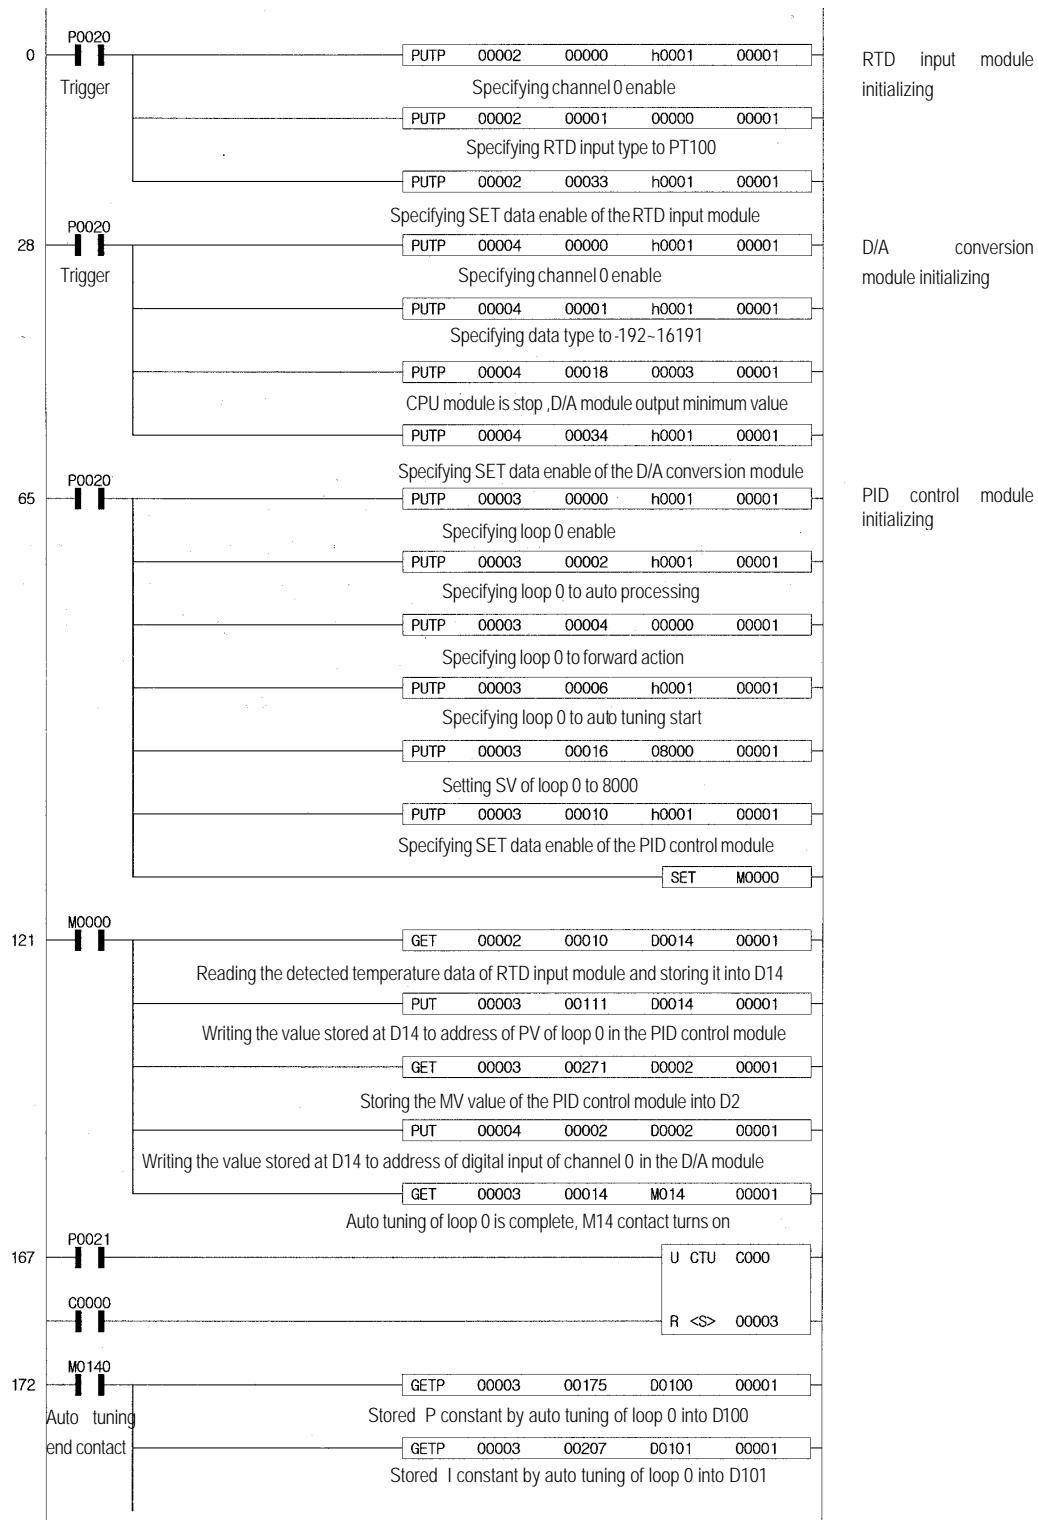 P0020
0 PUTP 00002 00000 h0001 00001 RTD input module
Trigger Specifying channel 0 enable initializing
PUTP 00002 00001 00000 00001
Specifying RTD input type to PT100
PUTP 00002 00033 h0001 00001
Specifying SET data enable of the RTD input module
P0020
28 PUTP 00004 00000 h0001 00001 D/A conversion
Trigger Specifying channel 0 enable module initializing
PUTP 00004 00001 h0001 00001
Specifying data type to -192~16191
PUTP 00004 00018 00003 00001
CPU module is stop ,D/A module output minimum value
PUTP 00004 00034 h0001 00001
Specifying SET data enable of the D/A conversion module
P0020
65 PUTP 00003 00000 h0001 00001 PID control module
Specifying loop 0 enable initializing
PUTP 00003 00002 h0001 00001
Specifying loop 0 to auto processing
PUTP 00003 00004 00000 00001
Specifying loop 0 to forward action
PUTP 00003 00006 h0001 00001
Specifying loop 0 to auto tuning start
PUTP 00003 00016 08000 00001
Setting SV of loop 0 to 8000
PUTP 00003 00010 h0001 00001
Specifying SET data enable of the PID control module
SET M0000
M0000
121 GET 00002 00010 D0014 00001
Reading the detected temperature data of RTD input module and storing it into D14
PUT 00003 00111 D0014 00001
Writing the value stored at D14 to address of PV of loop 0 in the PID control module
GET 00003 00271 D0002 00001
Storing the MV value of the PID control module into D2
PUT 00004 00002 D0002 00001
Writing the value stored at D14 to address of digital input of channel 0 in the D/A module
GET 00003 00014 M014 00001
Auto tuning of loop 0 is complete, M14 contact turns on
P0021
167 U CTU C000
C0000
R <S> 00003
M0140
172 GETP 00003 00175 D0100 00001
Auto tuning Stored P constant by auto tuning of loop 0 into D100
end contact GETP 00003 00207 D0101 00001
Stored I constant by auto tuning of loop 0 into D101